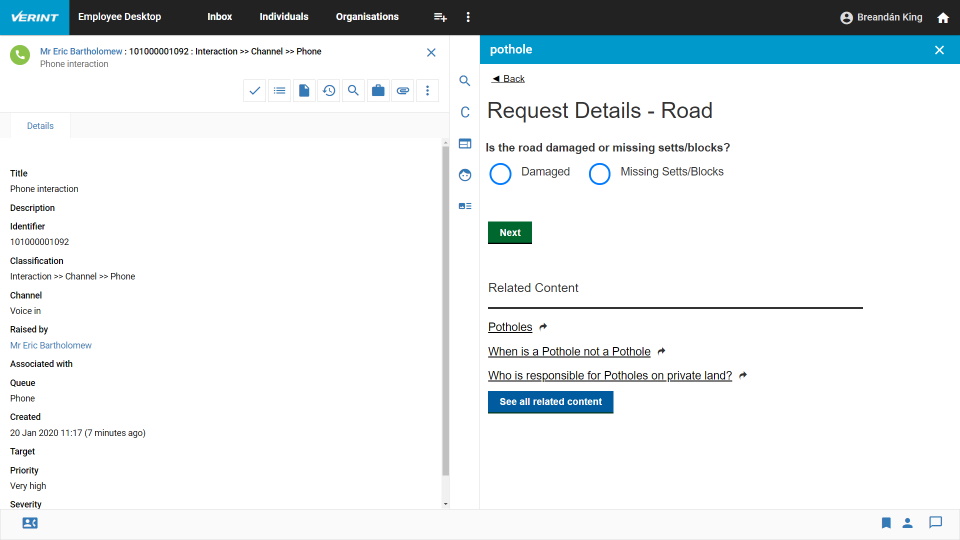 VERINT Employee Desktop Inbox Individuals Organisations Breandán King
Mr Eric Bartholomew : 101000001092 : Interaction >> Channel >> Phone
Phone interaction
Details
Title
Phone interaction
Description
Identifier
101000001092
Classification
Interaction >> Channel >> Phone
Channel
Voice in
Raised by
Mr Eric Bartholomew
Associated with
Queue
Phone
Created
20 Jan 2020 11:17 (7 minutes ago)
Target
Priority
Very high
Severity
C
pothole
◄ Back
Request Details - Road
Is the road damaged or missing setts/blocks?
Damaged Missing Setts/Blocks
Next
Related Content
Potholes
When is a Pothole not a Pothole
Who is responsible for Potholes on private land?
See all related content